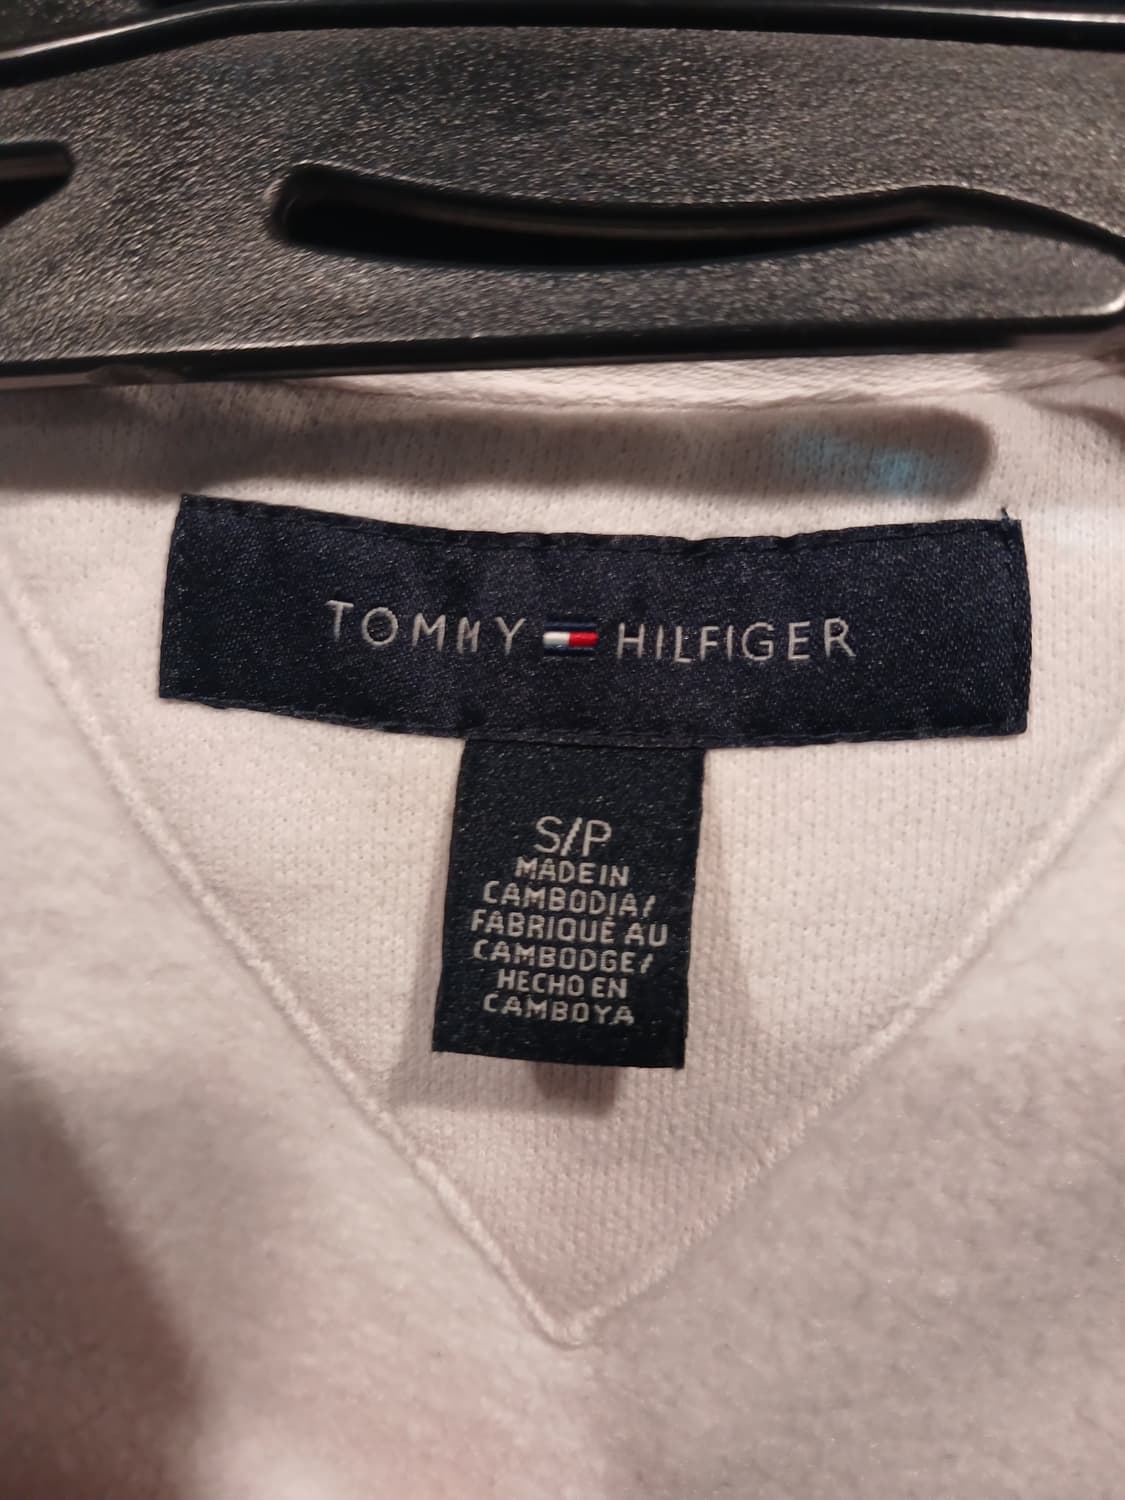 TOMMY HILFIGER
S/P
MADE IN
CAMBODIA/
FABRIQUÉ AU
CAMBODGE/
HECHO EN
CAMBOYA